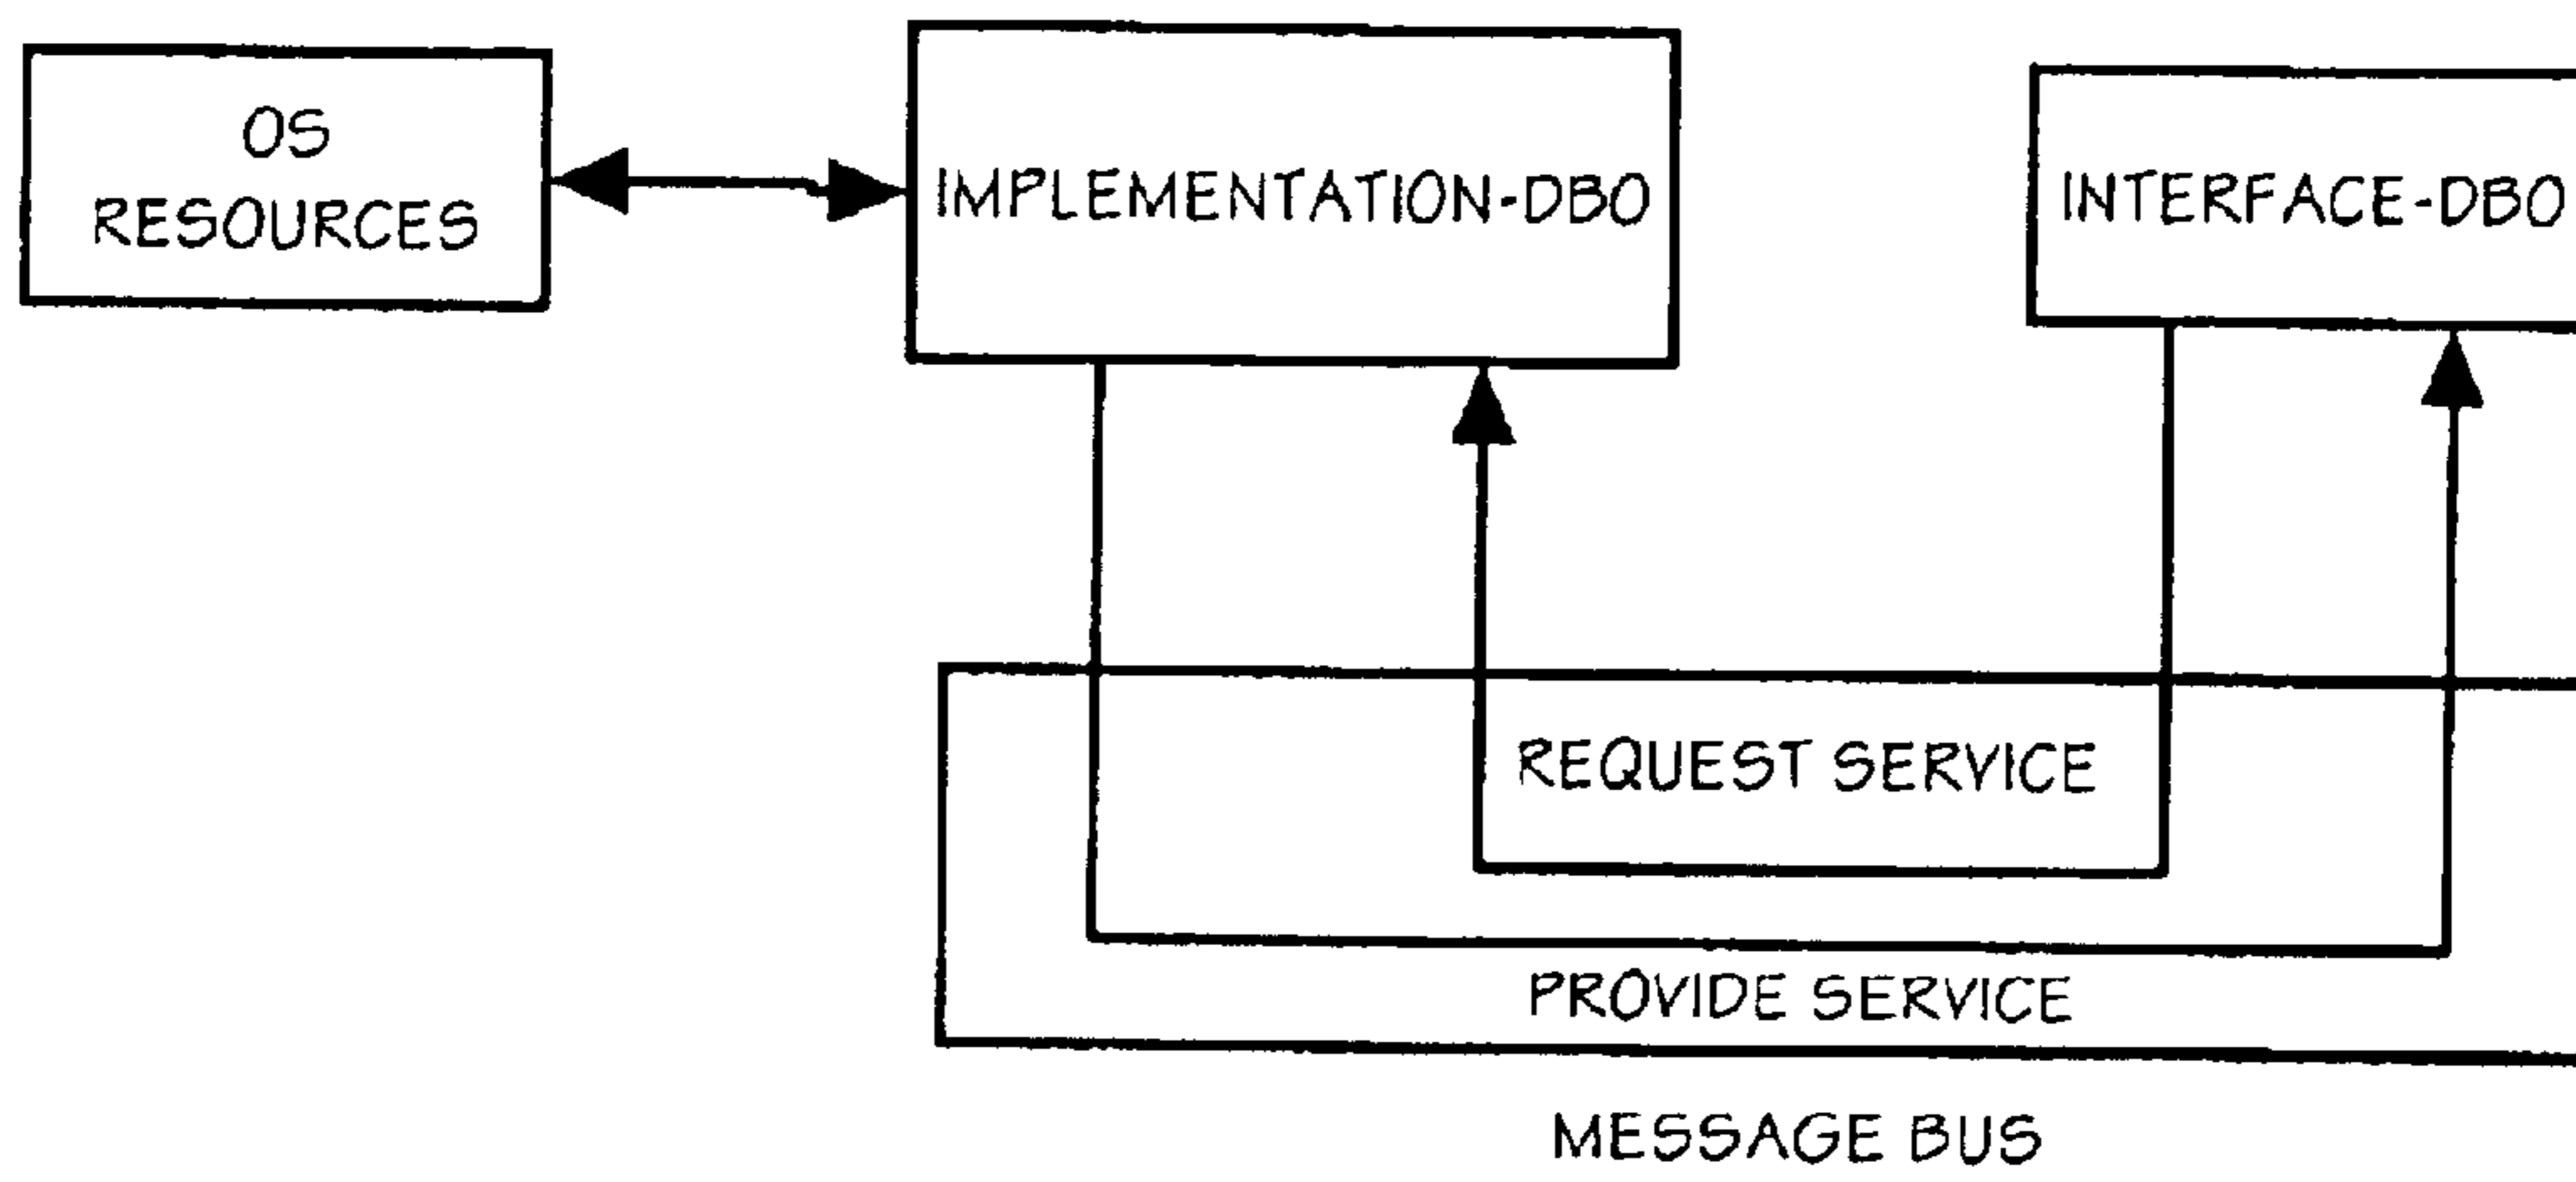 OS
RESOURCES
IMPLEMENTATION-DBO
INTERFACE-DBO
REQUEST SERVICE
PROVIDE SERVICE
MESSAGE BUS